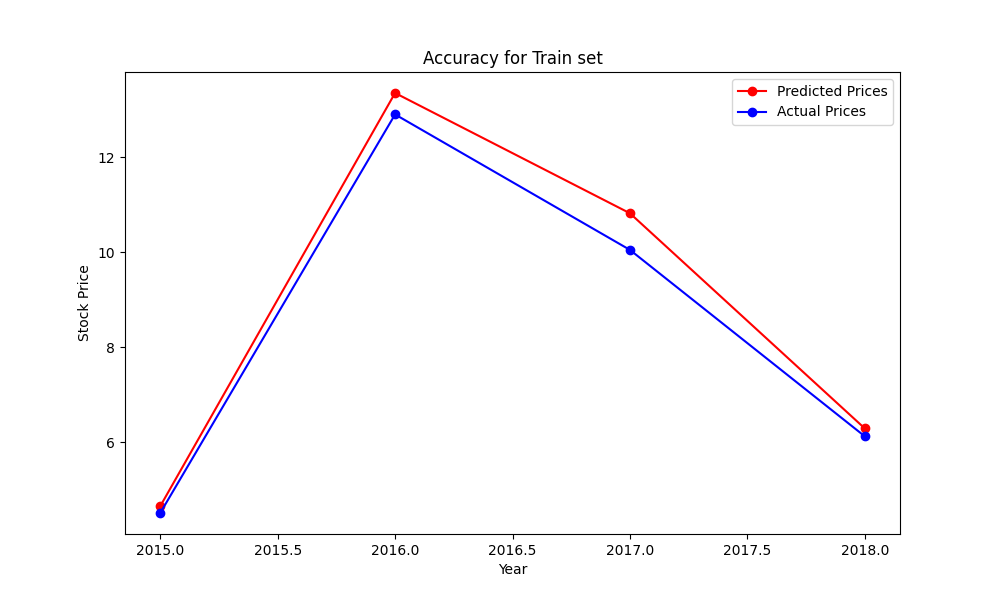 Accuracy for Train set
Predicted Prices
Actual Prices
12
10
8
6
Stock Price
2015.0 2015.5 2016.0 2016.5 2017.0 2017.5 2018.0
Year